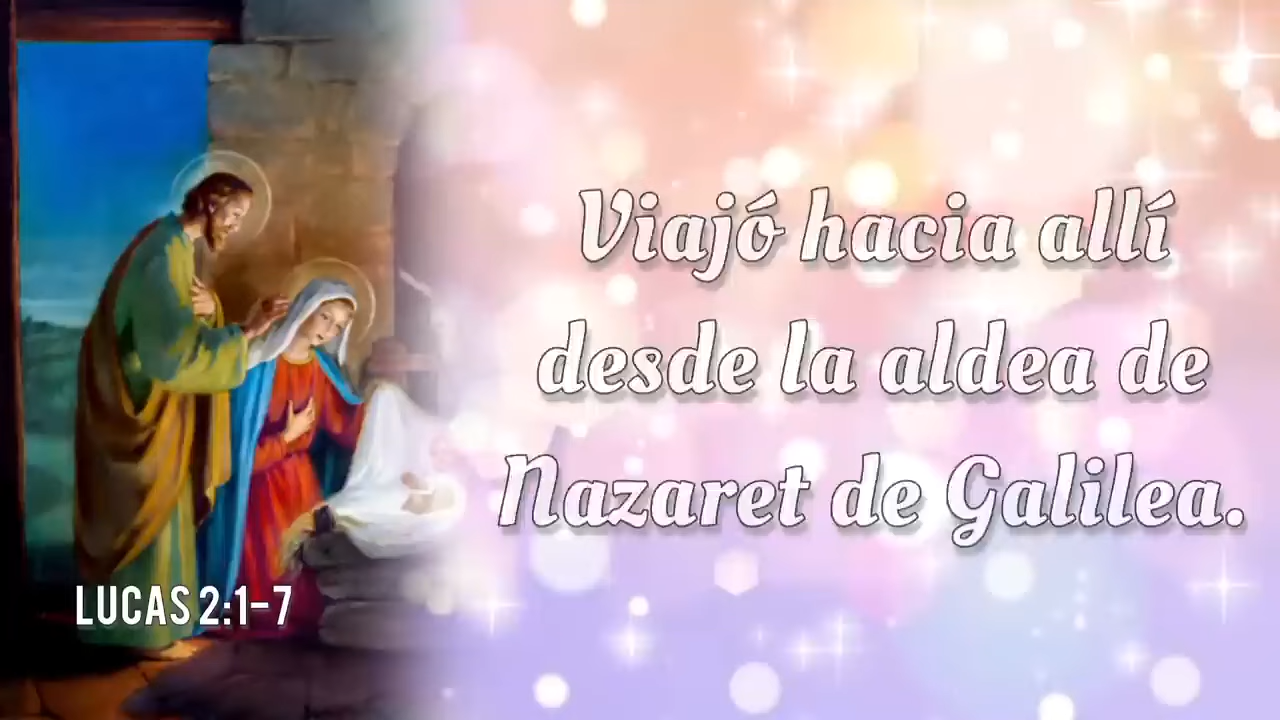 Viajó hacia allí
desde la aldea de
Nazaret de Galilea.
LUCAS 2:1-7